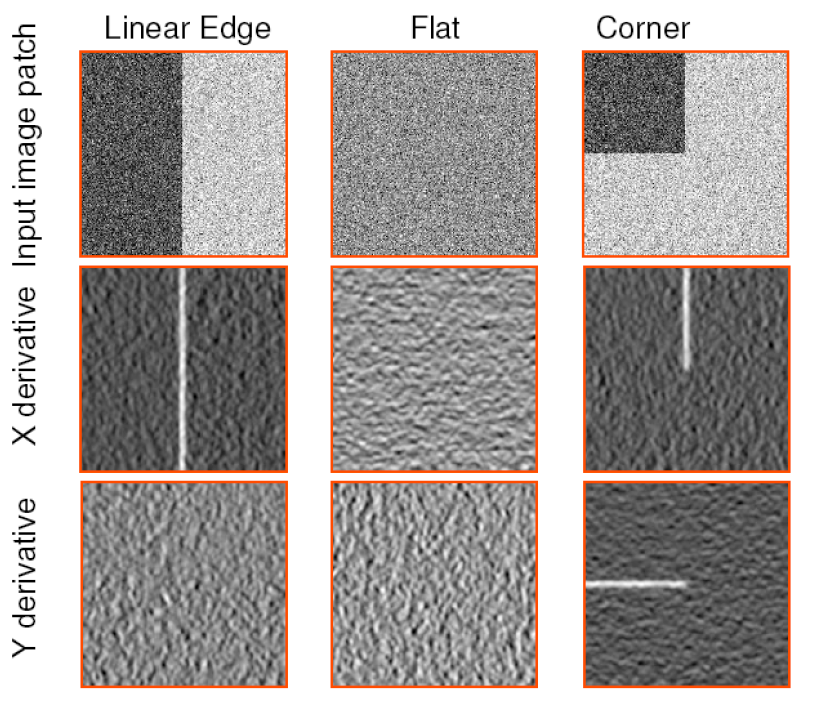 Linear Edge
Flat
Corner
Input image patch
X derivative
Y derivative